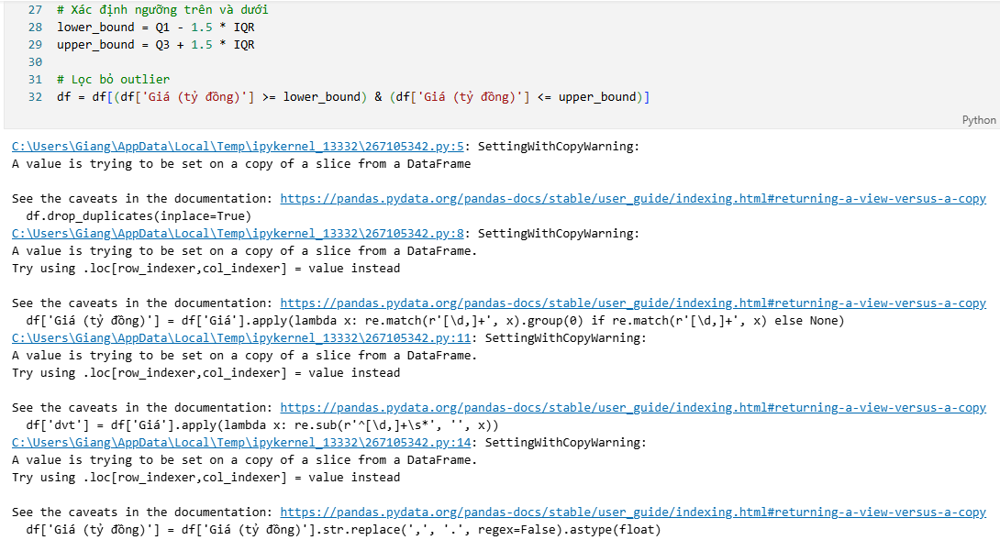 27 # Xác định ngưỡng trên và dưới
28 lower_bound = Q1 - 1.5 * IQR
29 upper_bound = Q3 + 1.5 * IQR
30
31 # Lọc bỏ outlier
32 df = df[(df['Giá (tỷ đồng)'] >= lower_bound) & (df['Giá (tỷ đồng)'] <= upper_bound)]
Python
C:\Users\Giang\AppData\Local\Temp\ipykernel_13332\267105342.py:5: SettingWithCopyWarning:
A value is trying to be set on a copy of a slice from a DataFrame
See the caveats in the documentation: https://pandas.pydata.org/pandas-docs/stable/user_guide/indexing.html#returning-a-view-versus-a-copy
df.drop_duplicates(inplace=True)
C:\Users\Giang\AppData\Local\Temp\ipykernel_13332\267105342.py:8: SettingWithCopyWarning:
A value is trying to be set on a copy of a slice from a DataFrame.
Try using .loc[row_indexer,col_indexer] = value instead
See the caveats in the documentation: https://pandas.pydata.org/pandas-docs/stable/user_guide/indexing.html#returning-a-view-versus-a-copy
df['Giá (tỷ đồng)'] = df['Giá'].apply(lambda x: re.match(r'[\d,]+', x).group(0) if re.match(r'[\d,]+', x) else None)
C:\Users\Giang\AppData\Local\Temp\ipykernel_13332\267105342.py:11: SettingWithCopyWarning:
A value is trying to be set on a copy of a slice from a DataFrame.
Try using .loc[row_indexer,col_indexer] = value instead
See the caveats in the documentation: https://pandas.pydata.org/pandas-docs/stable/user_guide/indexing.html#returning-a-view-versus-a-copy
df['dvt'] = df['Giá'].apply(lambda x: re.sub(r'^[\d,]+\s*', '', x))
C:\Users\Giang\AppData\Local\Temp\ipykernel_13332\267105342.py:14: SettingWithCopyWarning:
A value is trying to be set on a copy of a slice from a DataFrame.
Try using .loc[row_indexer,col_indexer] = value instead
See the caveats in the documentation: https://pandas.pydata.org/pandas-docs/stable/user_guide/indexing.html#returning-a-view-versus-a-copy
df['Giá (tỷ đồng)'] = df['Giá (tỷ đồng)'].str.replace(',', '.', regex=False).astype(float)